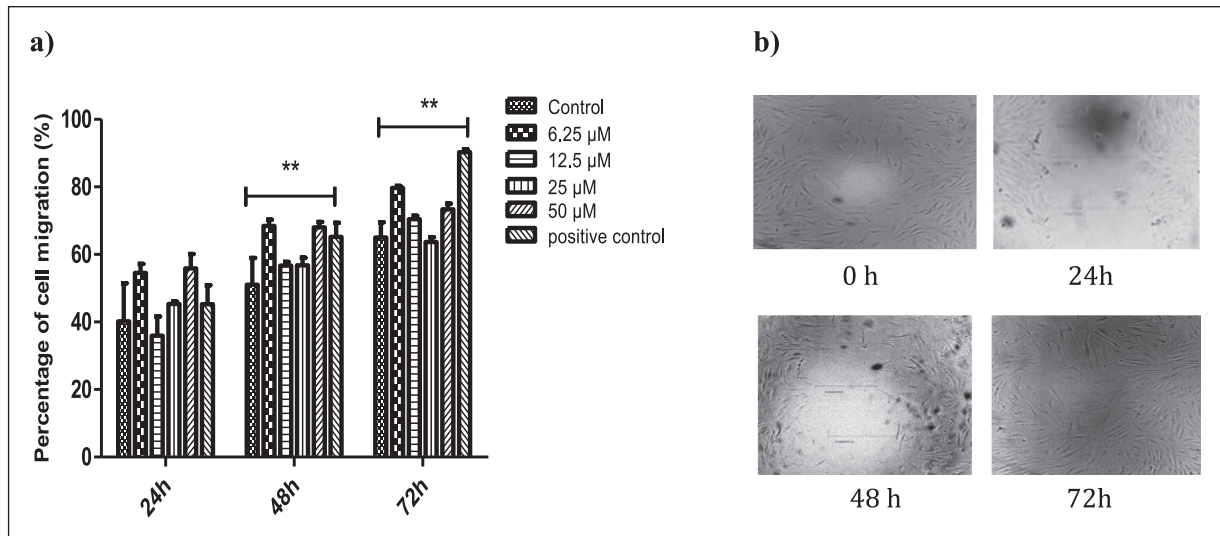 a)
b)
**
**
Control
6,25 µM
12,5 µM
25 µM
50 µM
positive control
Percentage of cell migration (%)
100
80
60
40
20
0
24h
48h
72h
0 h
24h
48 h
72h